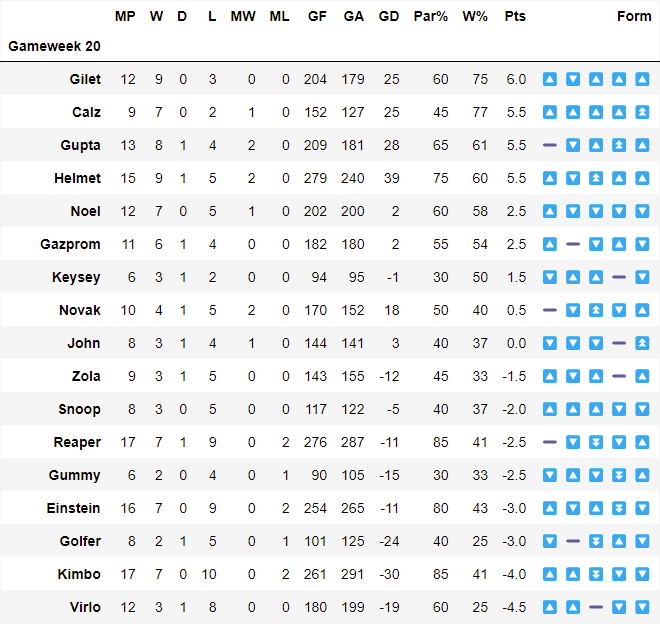 MP W D L MW ML GF GA GD Par% W% Pts Form
Gameweek 20
Gilet 12 9 0 3 0 0 204 179 25 60 75 6.0
Calz 9 7 0 2 1 0 152 127 25 45 77 5.5
Gupta 13 8 1 4 2 0 209 181 28 65 61 5.5
Helmet 15 9 1 5 2 0 279 240 39 75 60 5.5
Noel 12 7 0 5 1 0 202 200 2 60 58 2.5
Gazprom 11 6 1 4 0 0 182 180 2 55 54 2.5
Keysey 6 3 1 2 0 0 94 95 -1 30 50 1.5
Novak 10 4 1 5 2 0 170 152 18 50 40 0.5
John 8 3 1 4 1 0 144 141 3 40 37 0.0
Zola 9 3 1 5 0 0 143 155 -12 45 33 -1.5
Snoop 8 3 0 5 0 0 117 122 -5 40 37 -2.0
Reaper 17 7 1 9 0 2 276 287 -11 85 41 -2.5
Gummy 6 2 0 4 0 1 90 105 -15 30 33 -2.5
Einstein 16 7 0 9 0 2 254 265 -11 80 43 -3.0
Golfer 8 2 1 5 0 1 101 125 -24 40 25 -3.0
Kimbo 17 7 0 10 0 2 261 291 -30 85 41 -4.0
Virlo 12 3 1 8 0 0 180 199 -19 60 25 -4.5